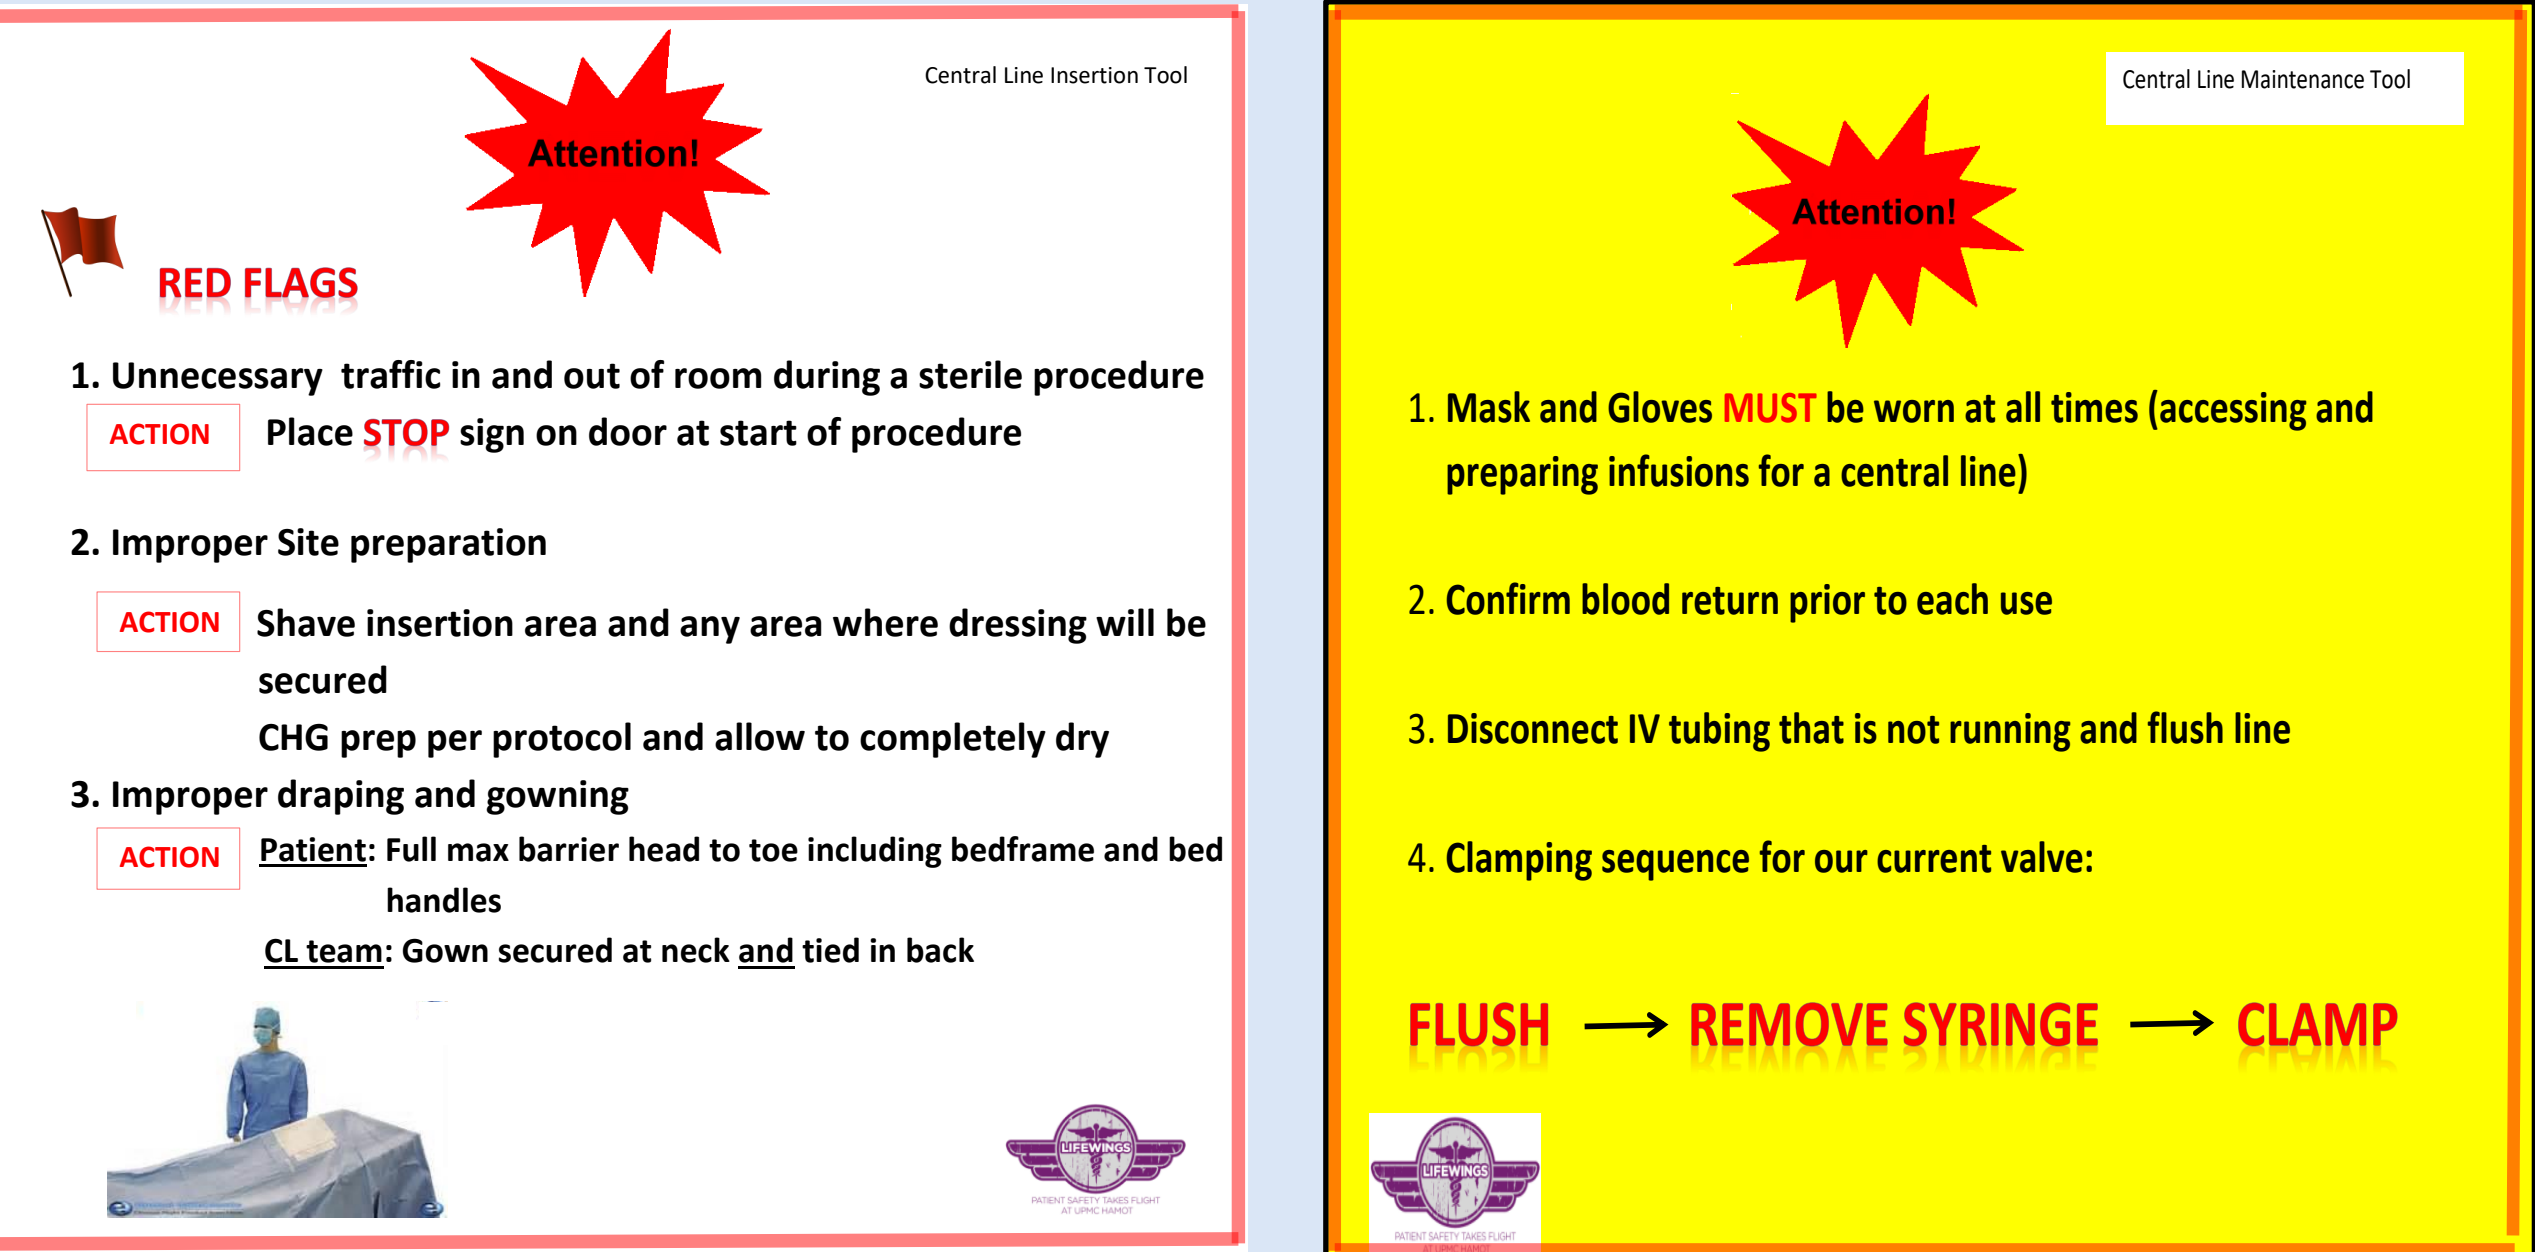 Central Line Insertion Tool
Attention!
RED FLAGS
1. Unnecessary traffic in and out of room during a sterile procedure
ACTION Place STOP sign on door at start of procedure
2. Improper Site preparation
ACTION Shave insertion area and any area where dressing will be
secured
CHG prep per protocol and allow to completely dry
3. Improper draping and gowning
ACTION Patient: Full max barrier head to toe including bedframe and bed
handles
CL team: Gown secured at neck and tied in back
LIFEWINGS
PATIENT SAFETY TAKES FLIGHT
AT UPMC HAMOT
Central Line Maintenance Tool
Attention!
1. Mask and Gloves MUST be worn at all times (accessing and
preparing infusions for a central line)
2. Confirm blood return prior to each use
3. Disconnect IV tubing that is not running and flush line
4. Clamping sequence for our current valve:
FLUSH → REMOVE SYRINGE → CLAMP
LIFEWINGS
PATIENT SAFETY TAKES FLIGHT
AT UPMC HAMOT